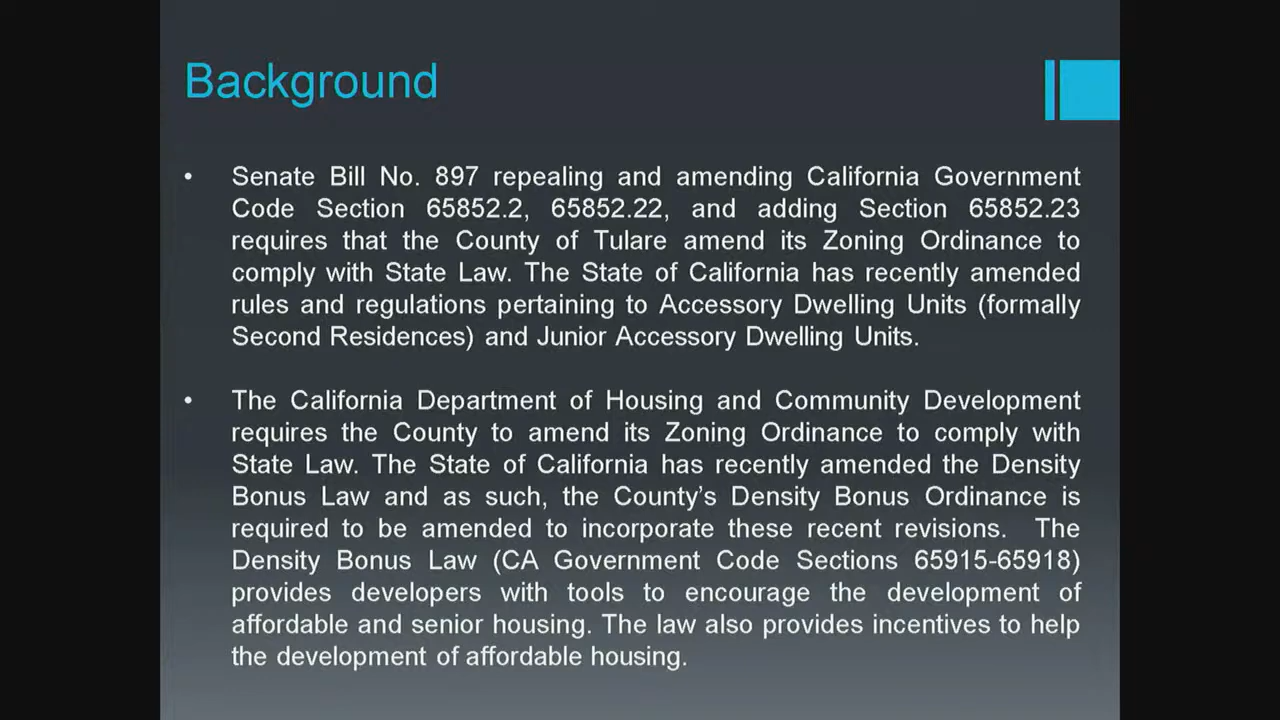 Background
• Senate Bill No. 897 repealing and amending California Government
Code Section 65852.2, 65852.22, and adding Section 65852.23
requires that the County of Tulare amend its Zoning Ordinance to
comply with State Law. The State of California has recently amended
rules and regulations pertaining to Accessory Dwelling Units (formally
Second Residences) and Junior Accessory Dwelling Units.
• The California Department of Housing and Community Development
requires the County to amend its Zoning Ordinance to comply with
State Law. The State of California has recently amended the Density
Bonus Law and as such, the County’s Density Bonus Ordinance is
required to be amended to incorporate these recent revisions. The
Density Bonus Law (CA Government Code Sections 65915-65918)
provides developers with tools to encourage the development of
affordable and senior housing. The law also provides incentives to help
the development of affordable housing.